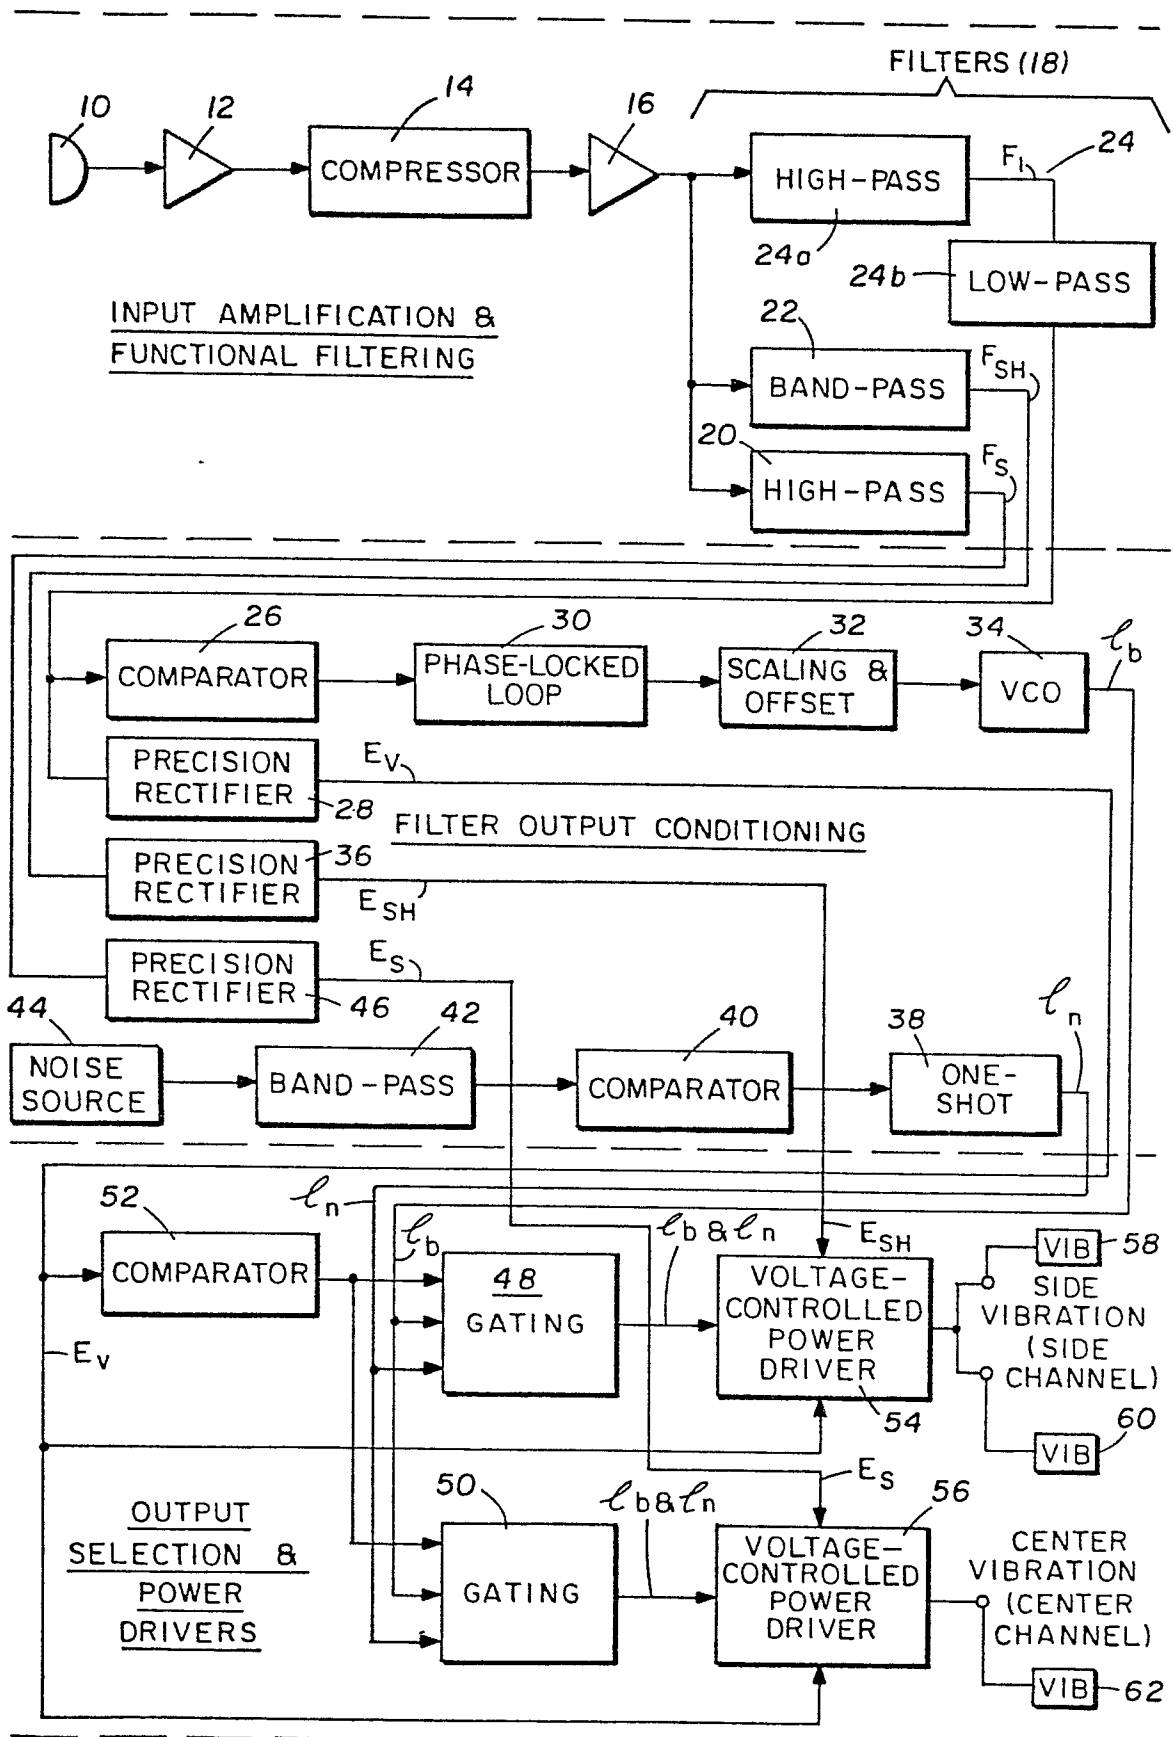 FILTERS (18)
10
12
14
16
COMPRESSOR
HIGH-PASS
24a
F1
24
24b
LOW-PASS
INPUT AMPLIFICATION &
FUNCTIONAL FILTERING
22
BAND-PASS
FSH
20
HIGH-PASS
FS
26
COMPARATOR
30
PHASE-LOCKED
LOOP
32
SCALING &
OFFSET
34
VCO
ℓb
PRECISION
RECTIFIER
28
EV
FILTER OUTPUT CONDITIONING
PRECISION
RECTIFIER
36
ESH
PRECISION
RECTIFIER
46
ES
44
NOISE
SOURCE
42
BAND-PASS
40
COMPARATOR
38
ONE-
SHOT
ℓn
52
COMPARATOR
ℓn
ℓb
48
GATING
ℓb & ℓn
ESH
VOLTAGE-
CONTROLLED
POWER
DRIVER
54
VIB
58
SIDE
VIBRATION
(SIDE
CHANNEL)
VIB
60
EV
OUTPUT
SELECTION &
POWER
DRIVERS
50
GATING
ℓb & ℓn
ES
56
VOLTAGE-
CONTROLLED
POWER
DRIVER
CENTER
VIBRATION
(CENTER
CHANNEL)
VIB
62